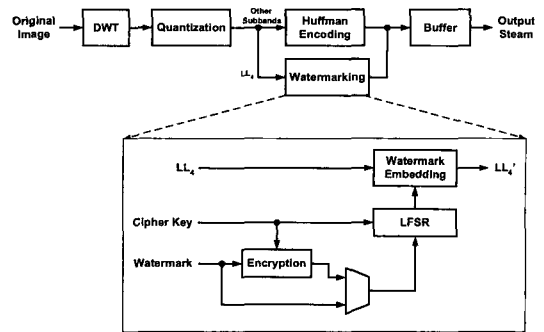 Original
Image
DWT
Quantization
Other
Subbands
LL4
Huffman
Encoding
Watermarking
Buffer
Output
Steam
LL4
Watermark
Embedding
LL4'
Cipher Key
LFSR
Watermark
Encryption